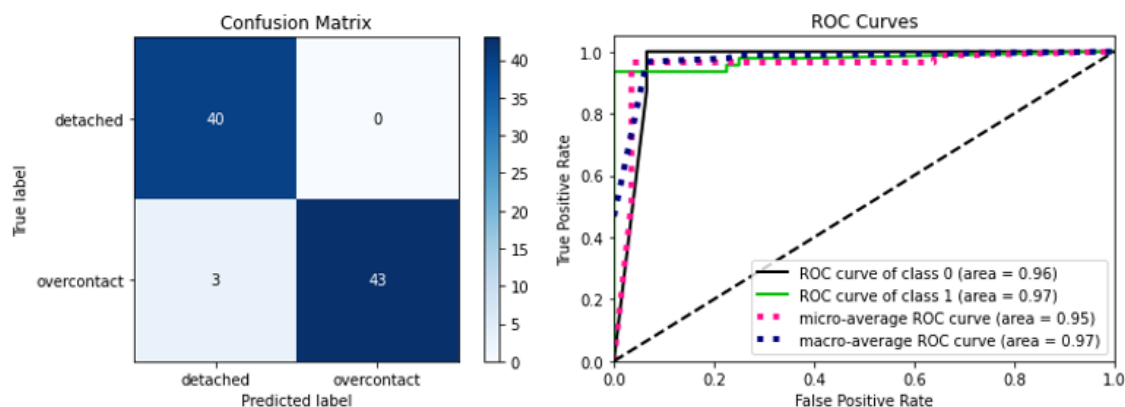 Confusion Matrix
detached
overcontact
True label
40
0
3
43
detached
overcontact
Predicted label
40
35
30
25
20
15
10
5
0
ROC Curves
True Positive Rate
1.0
0.8
0.6
0.4
0.2
0.0
ROC curve of class 0 (area = 0.96)
ROC curve of class 1 (area = 0.97)
micro-average ROC curve (area = 0.95)
macro-average ROC curve (area = 0.97)
0.0
0.2
0.4
0.6
0.8
1.0
False Positive Rate